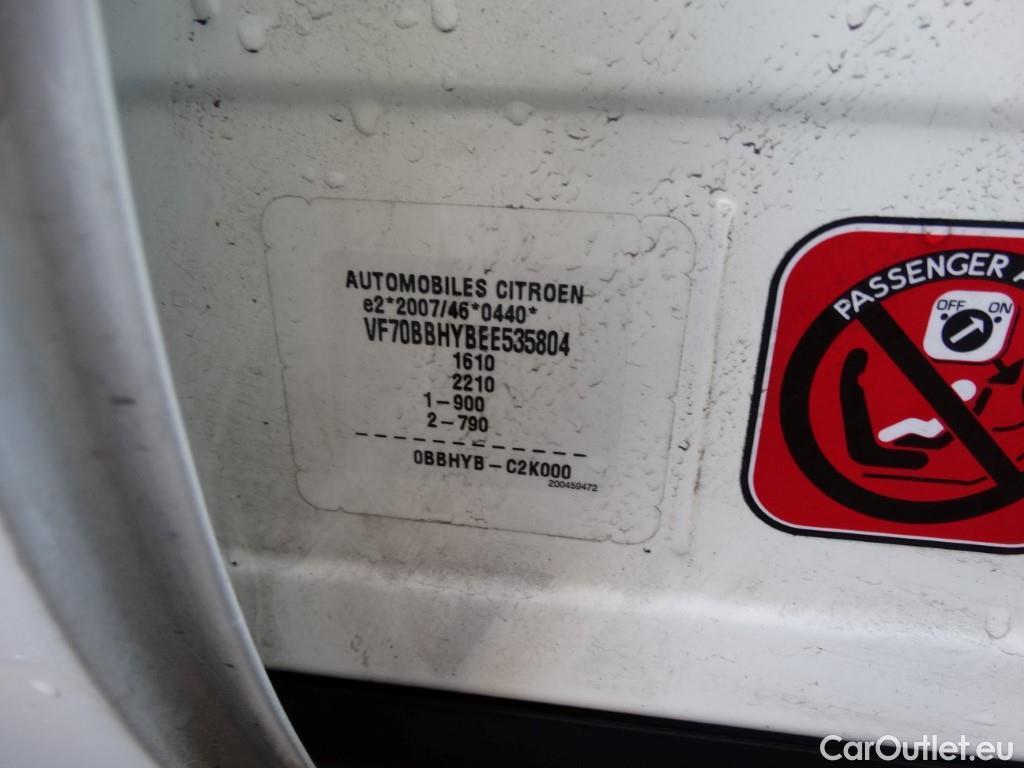 AUTOMOBILES CITROEN
e2*2007/46*0440*
VF70BBHYBEE535804
1610
2210
1-900
2-790
0BBHYB-C2K000
200459472
PASSENGER A
OFF ON
CarOutlet.eu